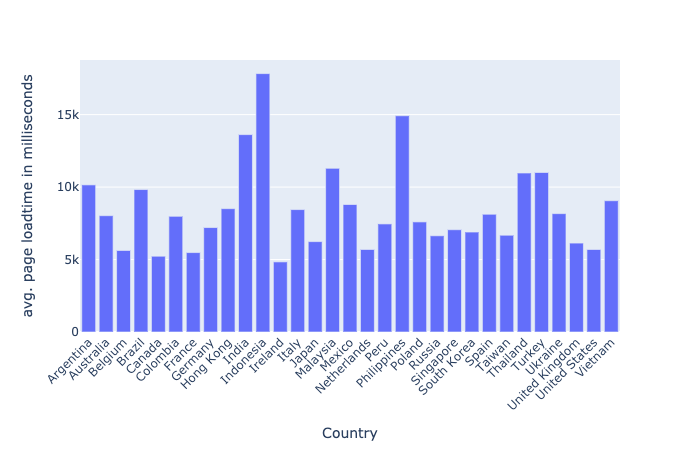 avg. page loadtime in milliseconds
15k
10k
5k
0
Argentina
Australia
Belgium
Brazil
Canada
Colombia
France
Germany
Hong Kong
India
Indonesia
Ireland
Italy
Japan
Malaysia
Mexico
Netherlands
Peru
Philippines
Poland
Russia
Singapore
South Korea
Spain
Taiwan
Thailand
Turkey
Ukraine
United Kingdom
United States
Vietnam
Country